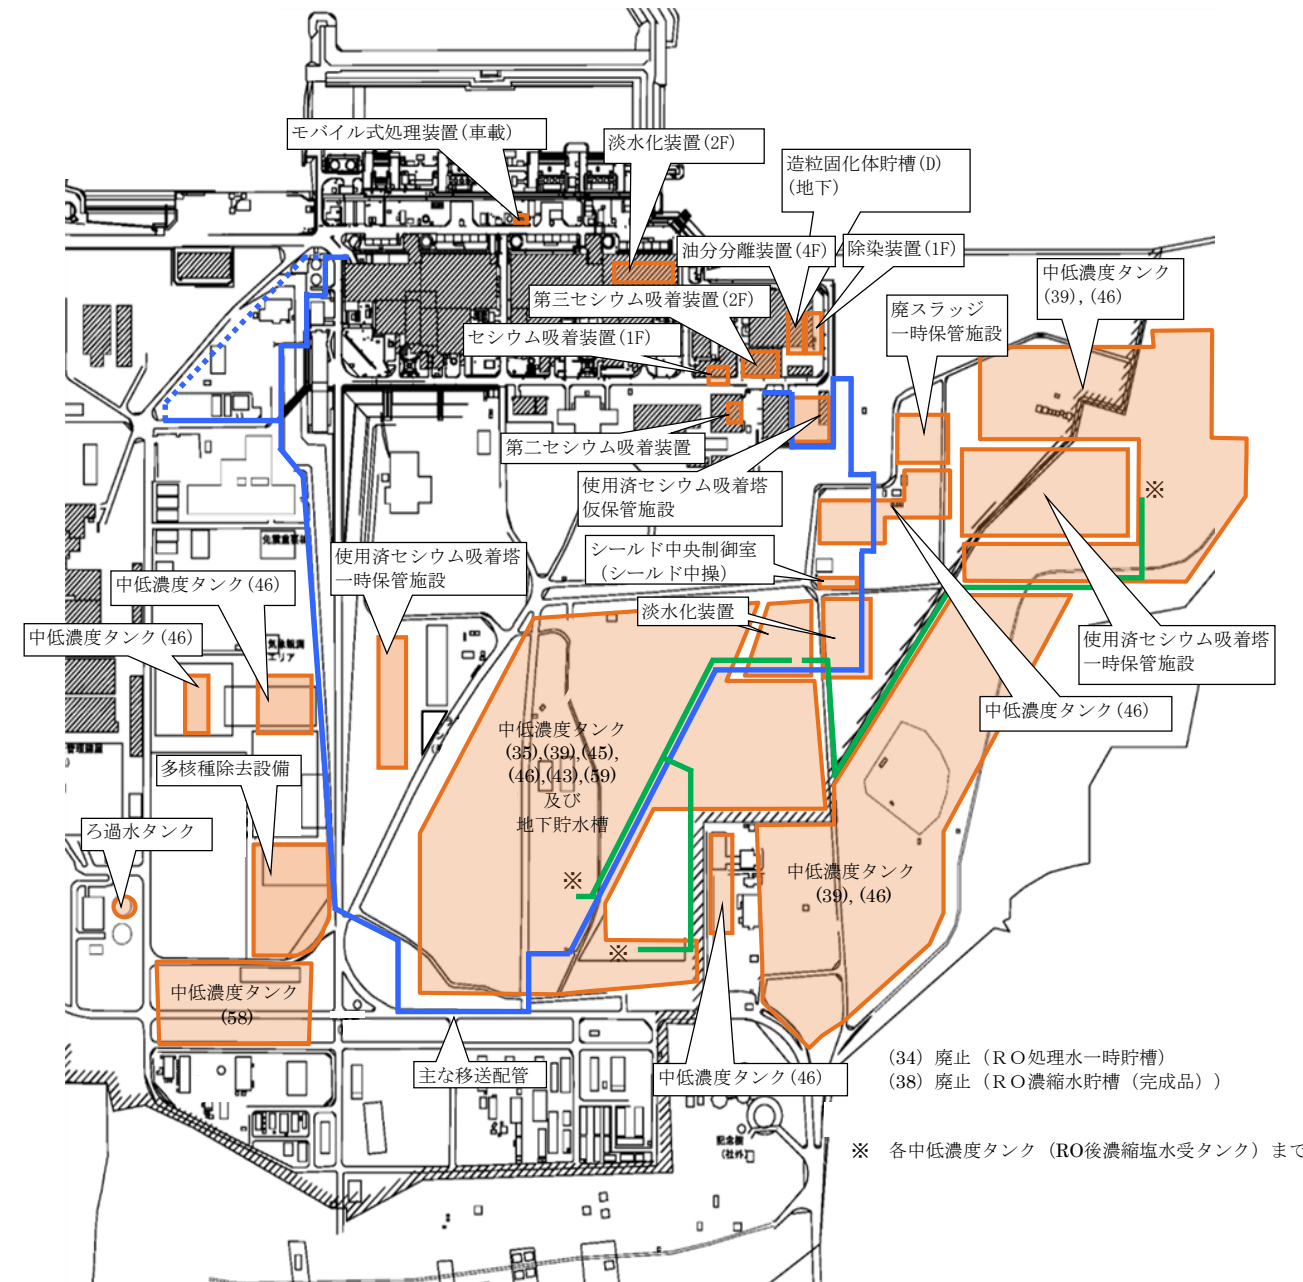 モバイル式処理装置(車載)
淡水化装置(2F)
造粒固化体貯槽(D)
(地下)
油分分離装置(4F)
除染装置(1F)
中低濃度タンク
(39),(46)
第三セシウム吸着装置(2F)
廃スラッジ
一時保管施設
セシウム吸着装置(1F)
第二セシウム吸着装置
使用済セシウム吸着塔
仮保管施設
※
シールド中央制御室
(シールド中操)
使用済セシウム吸着塔
一時保管施設
中低濃度タンク(46)
淡水化装置
中低濃度タンク(46)
使用済セシウム吸着塔
一時保管施設
気象観測
エリア
中低濃度タンク(46)
中低濃度タンク
(35),(39),(45),
(46),(43),(59)
及び
地下貯水槽
多核種除去設備
ろ過水タンク
※
中低濃度タンク
(39),(46)
※
中低濃度タンク
(58)
主な移送配管
中低濃度タンク(46)
(34) 廃止(RO処理水一時貯槽)
(38) 廃止(RO濃縮水貯槽(完成品))
記念樹
(社外)
※ 各中低濃度タンク(RO後濃縮塩水受タンク)まで